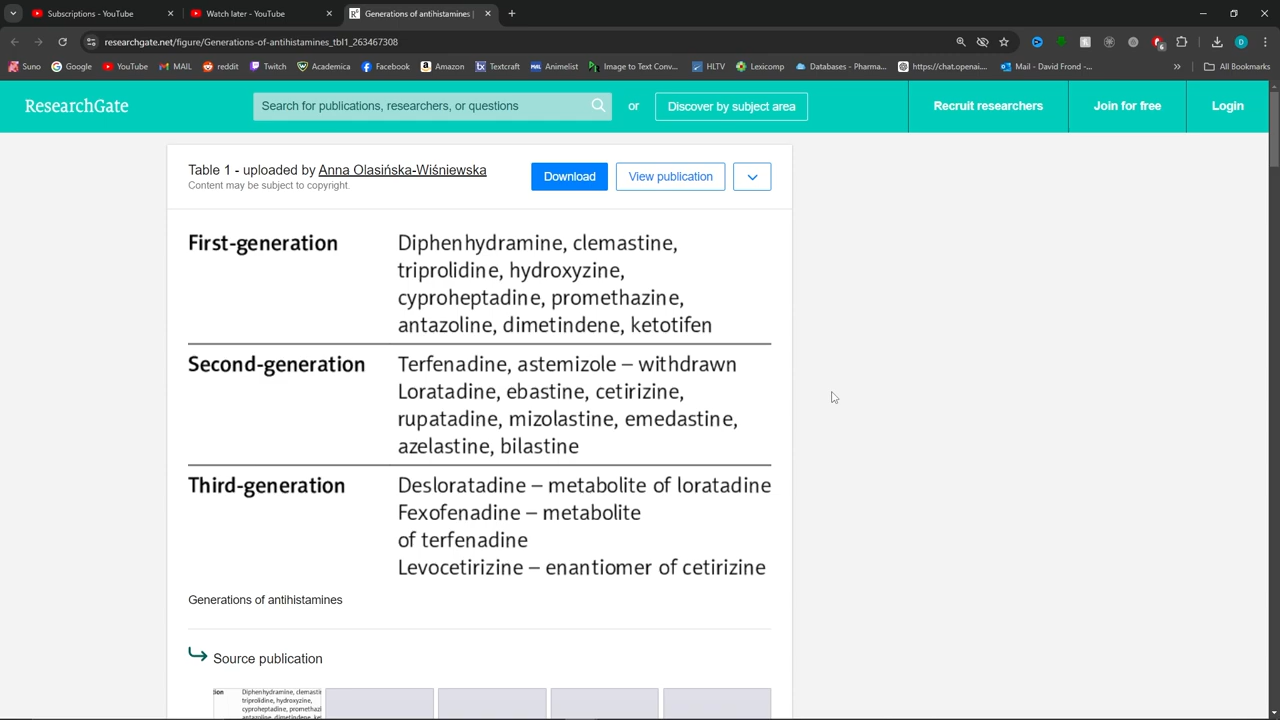 Subscriptions - YouTube
Watch later - YouTube
Generations of antihistamines |
researchgate.net/figure/Generations-of-antihistamines_tbl1_263467308
Suno Google YouTube MAIL reddit Twitch Academica Facebook Amazon Textcraft Animelist Image to Text Conv... HLTV Lexicomp Databases - Pharma... https://chat.openai.... Mail - David Frond -... » All Bookmarks
ResearchGate
Search for publications, researchers, or questions
or
Discover by subject area
Recruit researchers
Join for free
Login
Table 1 - uploaded by Anna Olasińska-Wiśniewska
Content may be subject to copyright.
Download
View publication
First-generation
Diphenhydramine, clemastine,
triprolidine, hydroxyzine,
cyproheptadine, promethazine,
antazoline, dimetindene, ketotifen
Second-generation
Terfenadine, astemizole – withdrawn
Loratadine, ebastine, cetirizine,
rupatadine, mizolastine, emedastine,
azelastine, bilastine
Third-generation
Desloratadine – metabolite of loratadine
Fexofenadine – metabolite
of terfenadine
Levocetirizine – enantiomer of cetirizine
Generations of antihistamines
Source publication
Diphenhydramine, clemasti
triprolidine, hydroxyzine,
cyproheptadine, promethazi